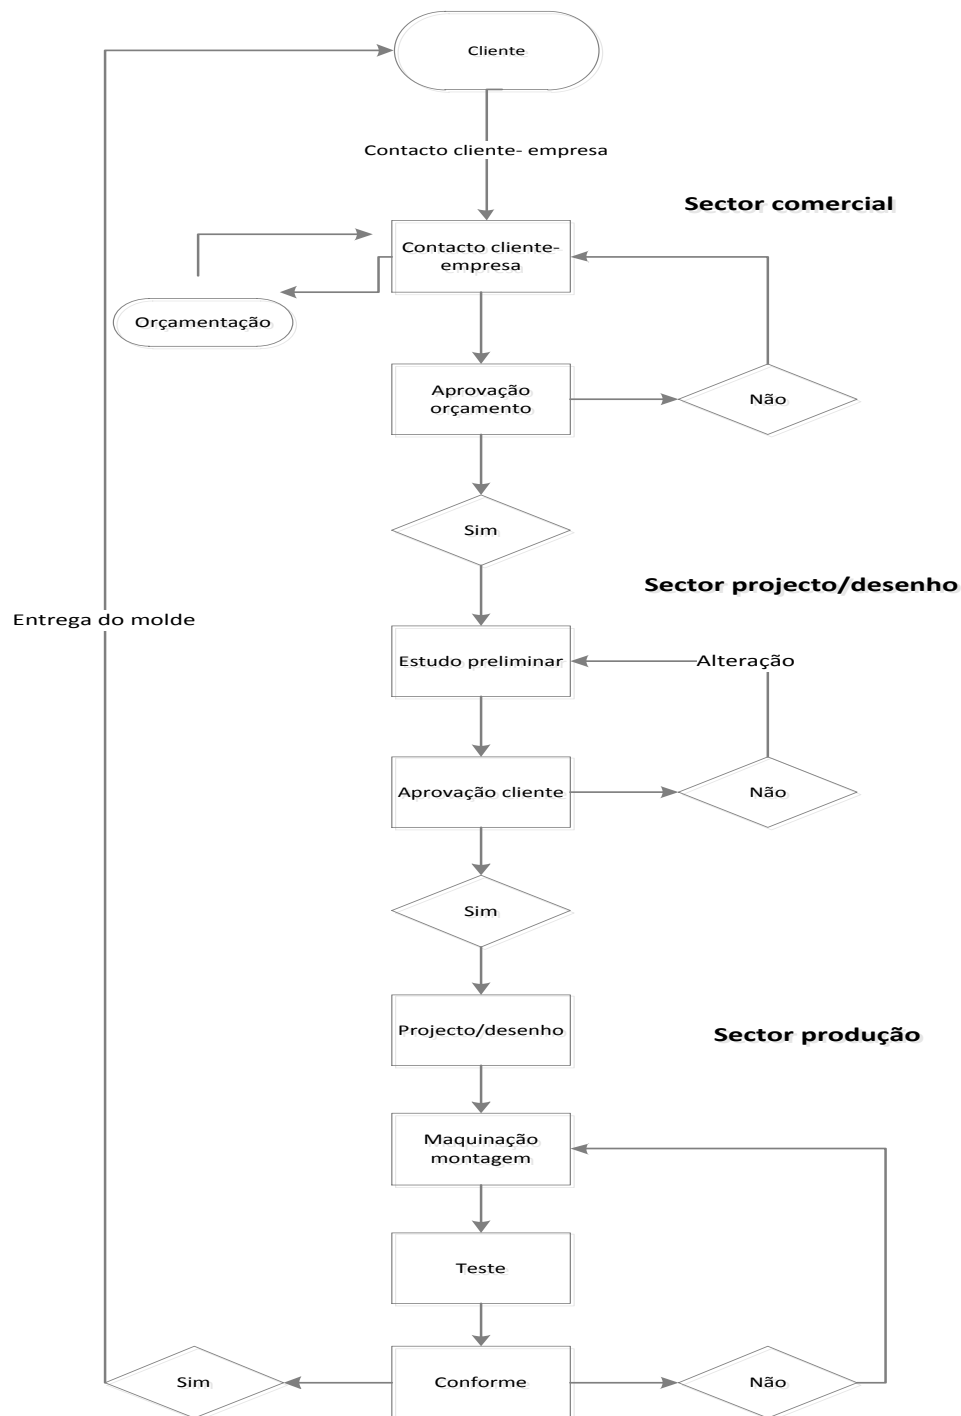 Cliente
Contacto cliente- empresa
Sector comercial
Contacto cliente-
empresa
Orçamentação
Aprovação
orçamento
Não
Sim
Sector projecto/desenho
Entrega do molde
Estudo preliminar
Alteração
Aprovação cliente
Não
Sim
Projecto/desenho
Sector produção
Maquinação
montagem
Teste
Sim
Conforme
Não